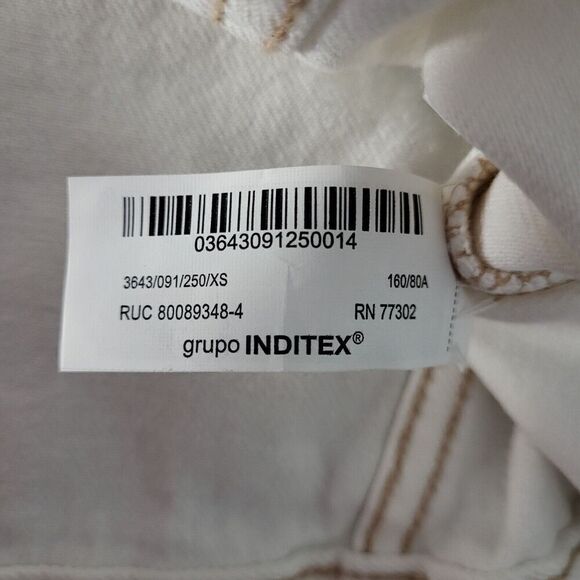 03643091250014
3643/091/250/XS 160/80A
RUC 80089348-4 RN 77302
grupo INDITEX®